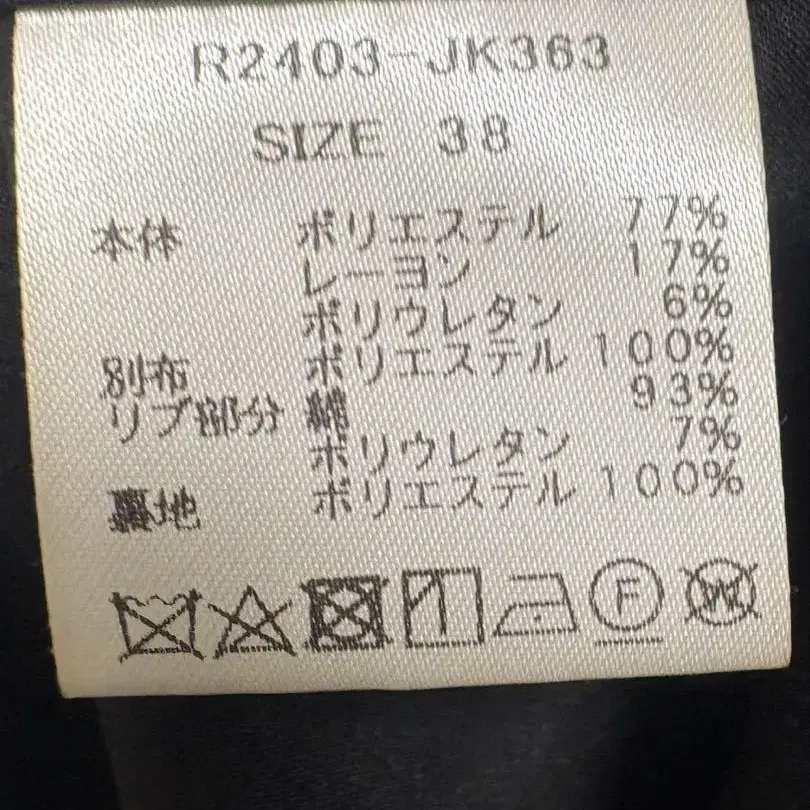 R2403-JK363
SIZE 38
本体 ポリエステル 77%
レーヨン 17%
ポリウレタン 6%
別布 ポリエステル 100%
リブ部分 綿 93%
ポリウレタン 7%
裏地 ポリエステル 100%
F W